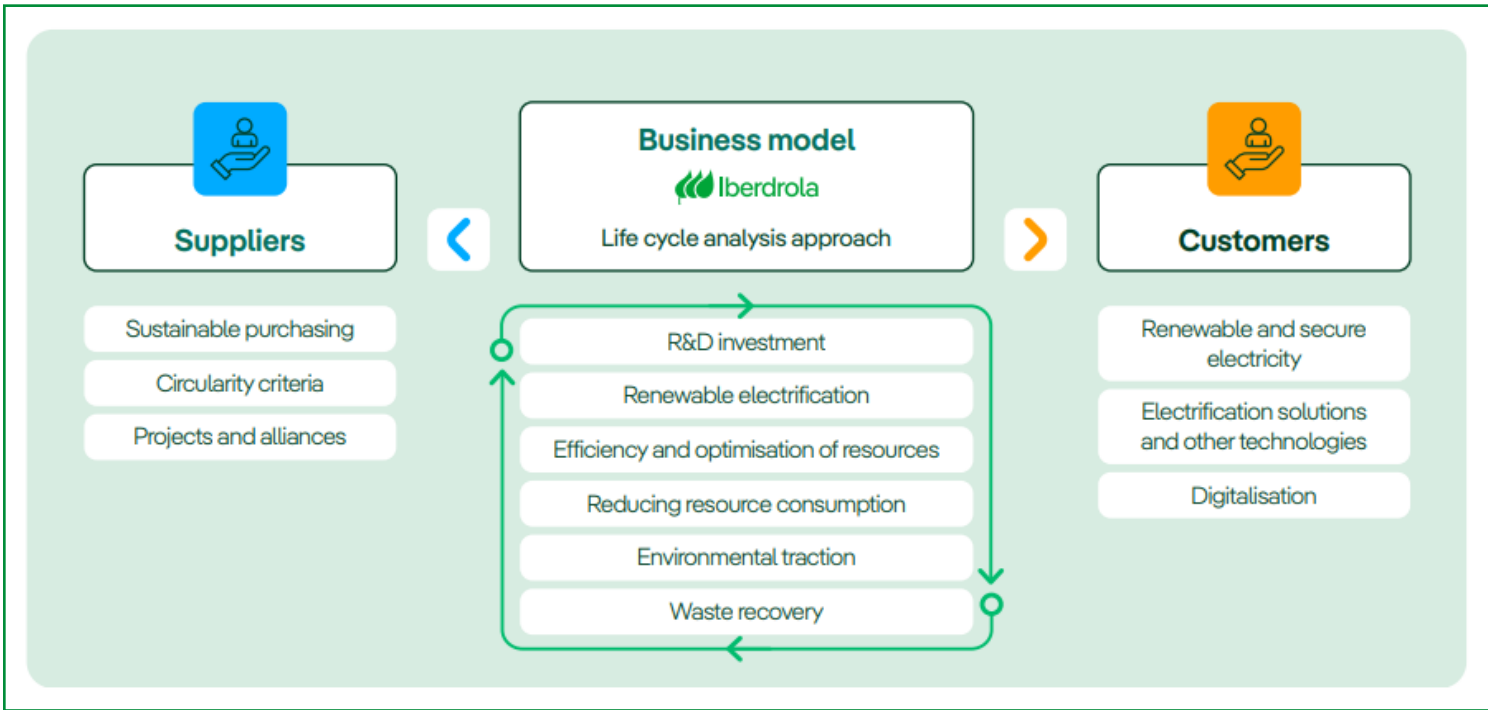 Suppliers
Sustainable purchasing
Circularity criteria
Projects and alliances
Business model
Iberdrola
Life cycle analysis approach
R&D investment
Renewable electrification
Efficiency and optimisation of resources
Reducing resource consumption
Environmental traction
Waste recovery
Customers
Renewable and secure
electricity
Electrification solutions
and other technologies
Digitalisation